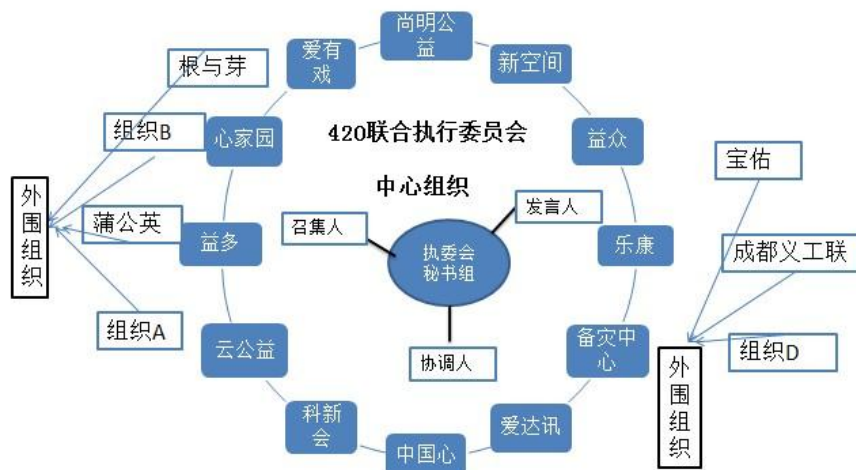 尚明公益
爱有戏
新空间
根与芽
组织B
心家园
420联合执行委员会
中心组织
益众
宝佑
外围组织
蒲公英
益多
召集人
发言人
执委会
秘书组
乐康
成都义工联
组织A
云公益
协调人
备灾中心
组织D
外围组织
科新会
中国心
爱达讯